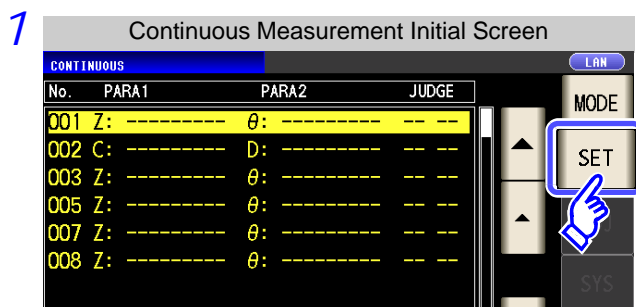 1
Continuous Measurement Initial Screen
CONTINUOUS LAN
No. PARA1 PARA2 JUDGE
MODE
001 Z: --------- θ: --------- -- --
002 C: --------- D: --------- -- --
SET
003 Z: --------- θ: --------- -- --
005 Z: --------- θ: --------- -- --
007 Z: --------- θ: --------- -- --
008 Z: --------- θ: --------- -- --
SYS